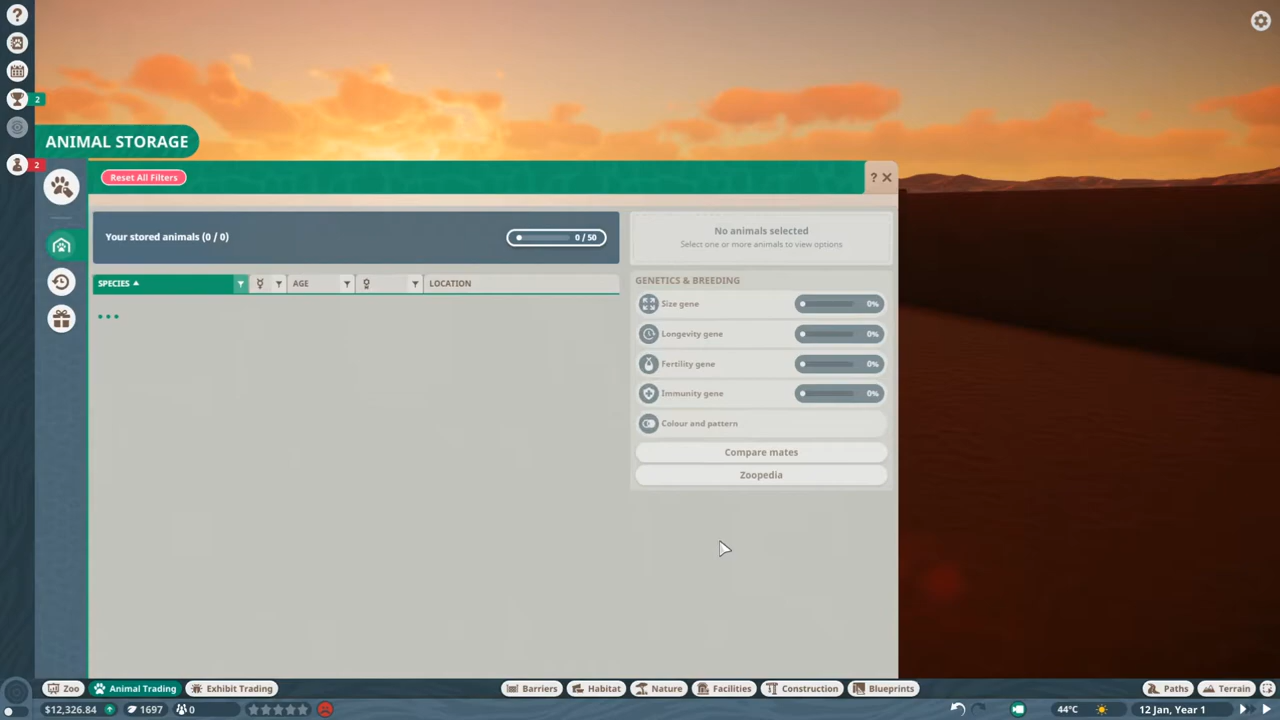 ?
2
ANIMAL STORAGE
2
Reset All Filters
? ✕
Your stored animals (0 / 0)
0 / 50
No animals selected
Select one or more animals to view options
SPECIES
AGE
LOCATION
...
GENETICS & BREEDING
Size gene 0%
Longevity gene 0%
Fertility gene 0%
Immunity gene 0%
Colour and pattern
Compare mates
Zoopedia
Zoo Animal Trading Exhibit Trading Barriers Habitat Nature Facilities Construction Blueprints Paths Terrain
$12,326.84 1697 0 44°C 12 Jan, Year 1